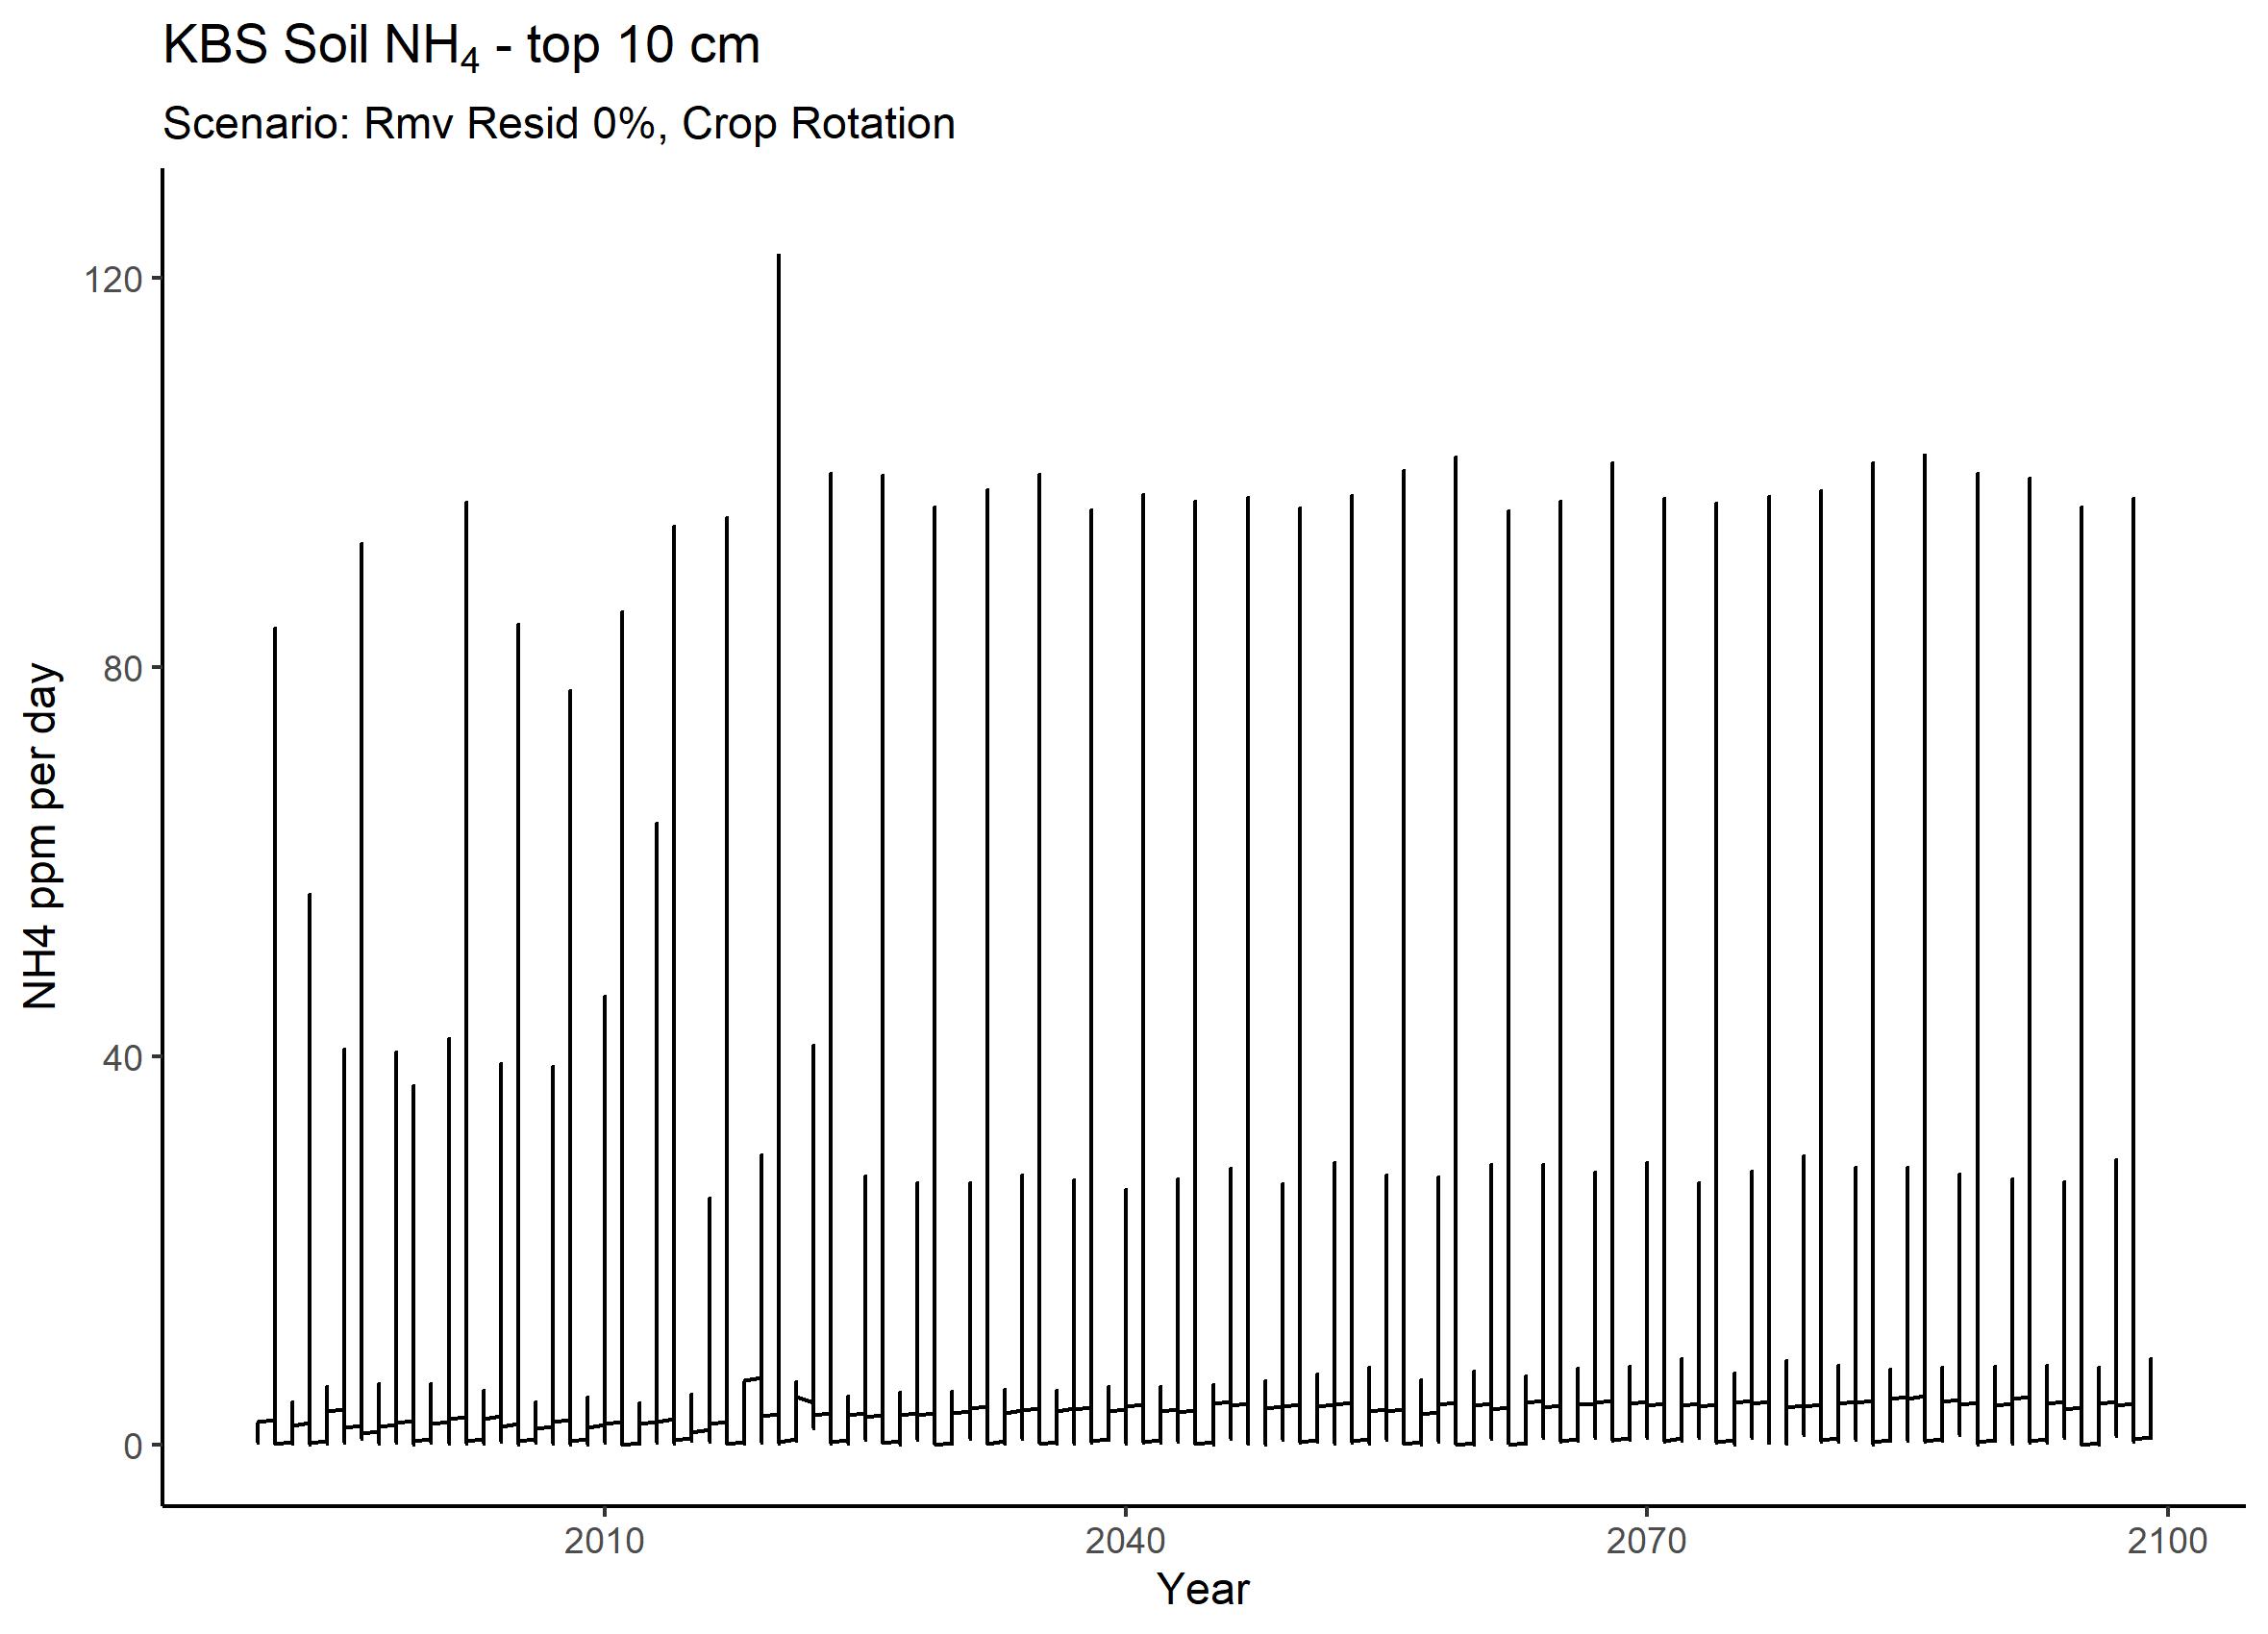 KBS Soil NH₄ - top 10 cm
Scenario: Rmv Resid 0%, Crop Rotation
NH4 ppm per day
120
80
40
0
2010 2040 2070 2100
Year